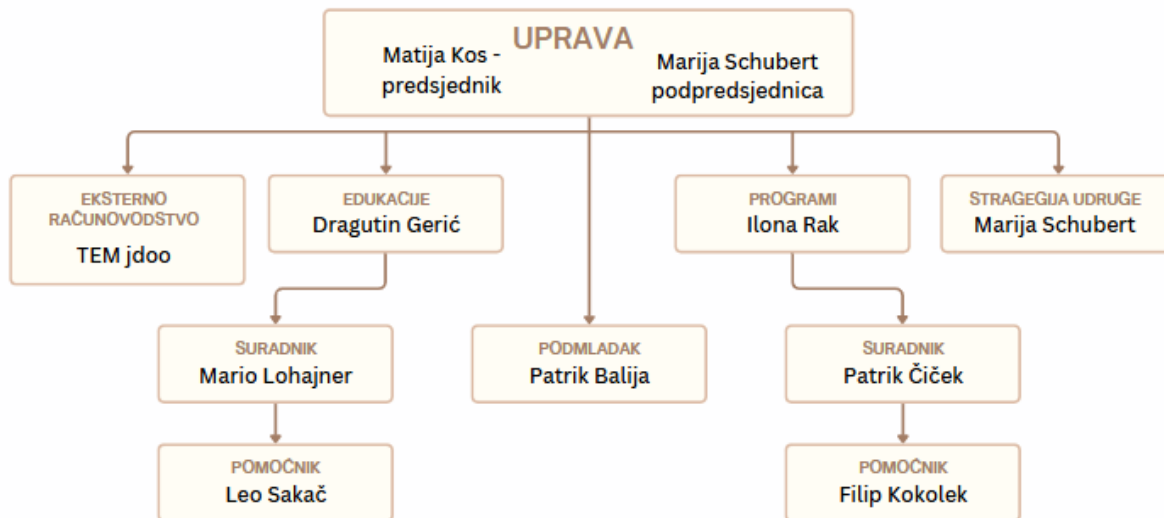 UPRAVA
Matija Kos -
predsjednik
Marija Schubert
podpredsjednica
EKSTERNO
RAČUNOVODSTVO
TEM jdoo
EDUKACIJE
Dragutin Gerić
PROGRAMI
Ilona Rak
STRAGEGIJA UDRUGE
Marija Schubert
SURADNIK
Mario Lohajner
PODMLADAK
Patrik Balija
SURADNIK
Patrik Čiček
POMOĆNIK
Leo Sakač
POMOĆNIK
Filip Kokolek